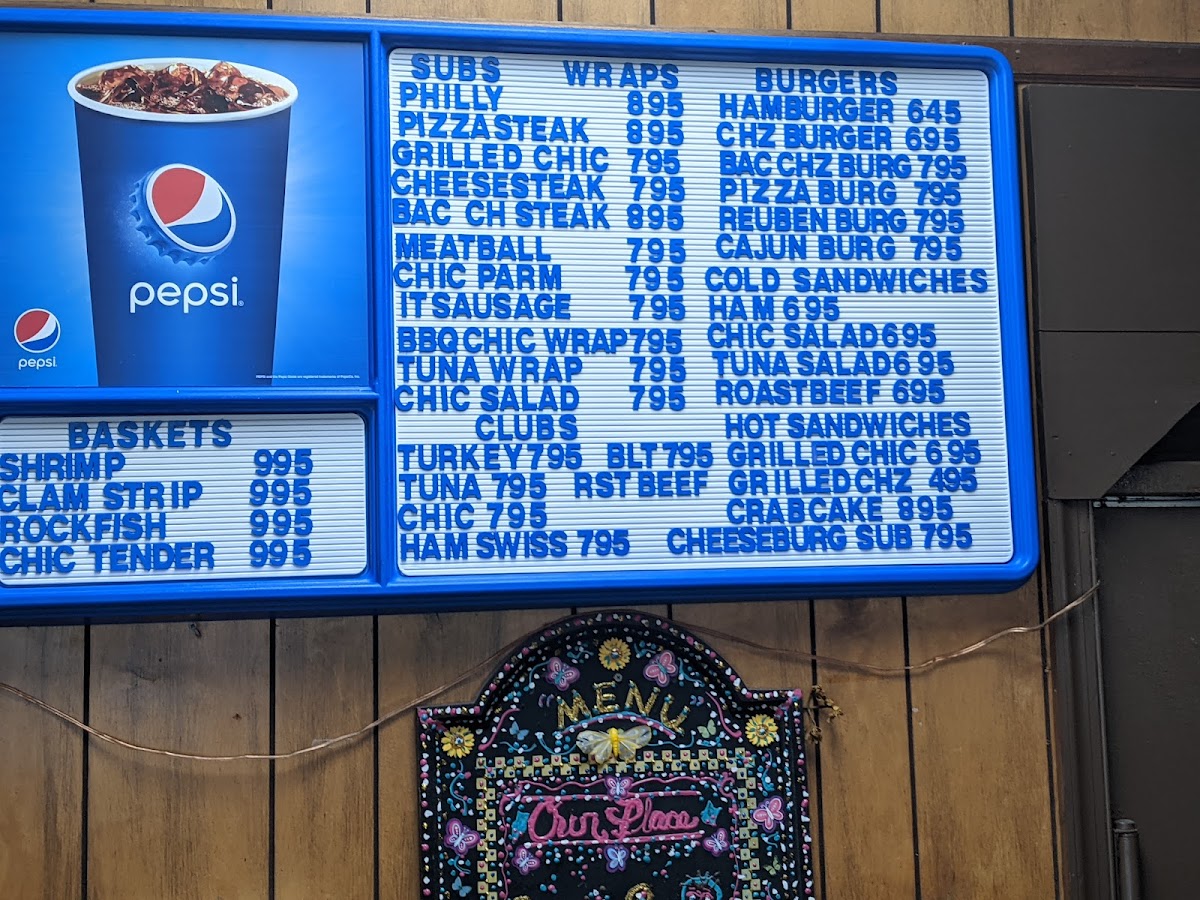 pepsi
pepsi
BASKETS
SHRIMP 995
CLAM STRIP 995
ROCKFISH 995
CHIC TENDER 995
SUBS WRAPS
PHILLY 895
PIZZASTEAK 895
GRILLED CHIC 795
CHEESESTEAK 795
BAC CH STEAK 895
MEATBALL 795
CHIC PARM 795
IT SAUSAGE 795
BBQ CHIC WRAP 795
TUNA WRAP 795
CHIC SALAD 795
CLUBS
TURKEY 795 BLT 795
TUNA 795 RST BEEF
CHIC 795
HAM SWISS 795
BURGERS
HAMBURGER 645
CHZ BURGER 695
BAC CHZ BURG 795
PIZZA BURG 795
REUBEN BURG 795
CAJUN BURG 795
COLD SANDWICHES
HAM 695
CHIC SALAD 695
TUNA SALAD 695
ROASTBEEF 695
HOT SANDWICHES
GRILLED CHIC 695
GRILLED CHZ 495
CRABCAKE 895
CHEESEBURG SUB 795
"MENU"
Our Place